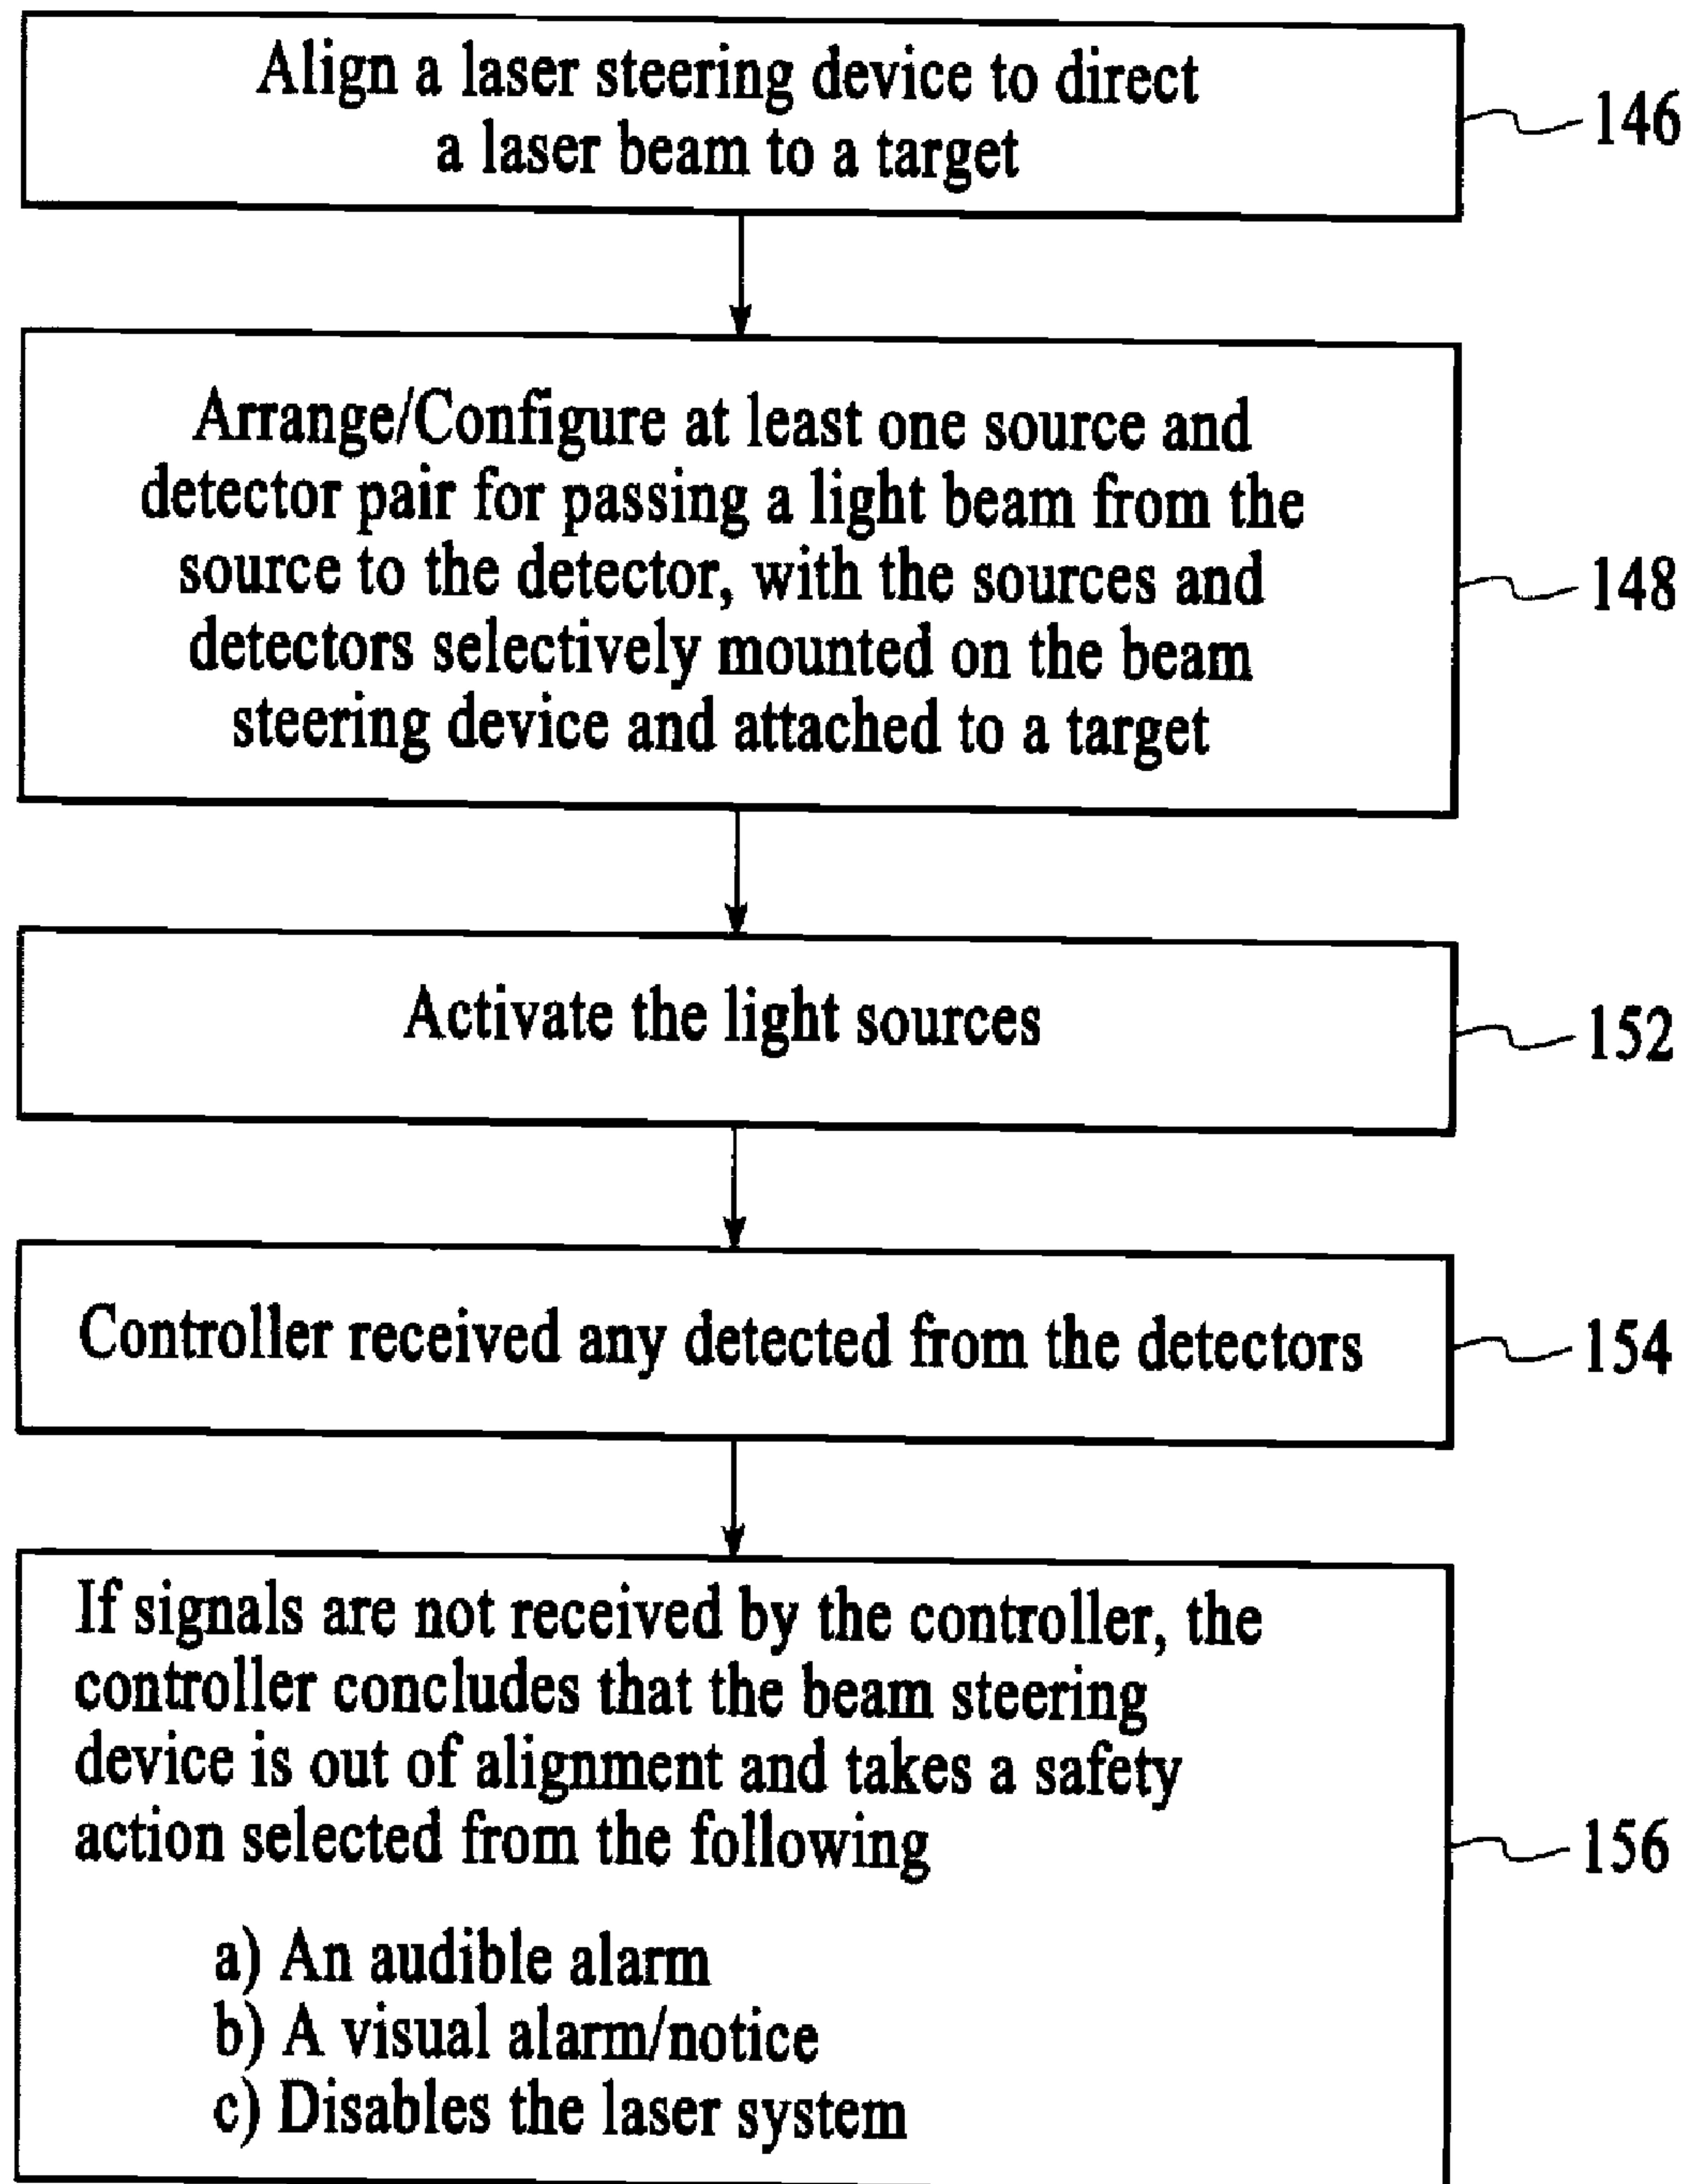 Align a laser steering device to direct
a laser beam to a target
146
Arrange/Configure at least one source and
detector pair for passing a light beam from the
source to the detector, with the sources and
detectors selectively mounted on the beam
steering device and attached to a target
148
Activate the light sources
152
Controller received any detected from the detectors
154
If signals are not received by the controller, the
controller concludes that the beam steering
device is out of alignment and takes a safety
action selected from the following
156
a) An audible alarm
b) A visual alarm/notice
c) Disables the laser system